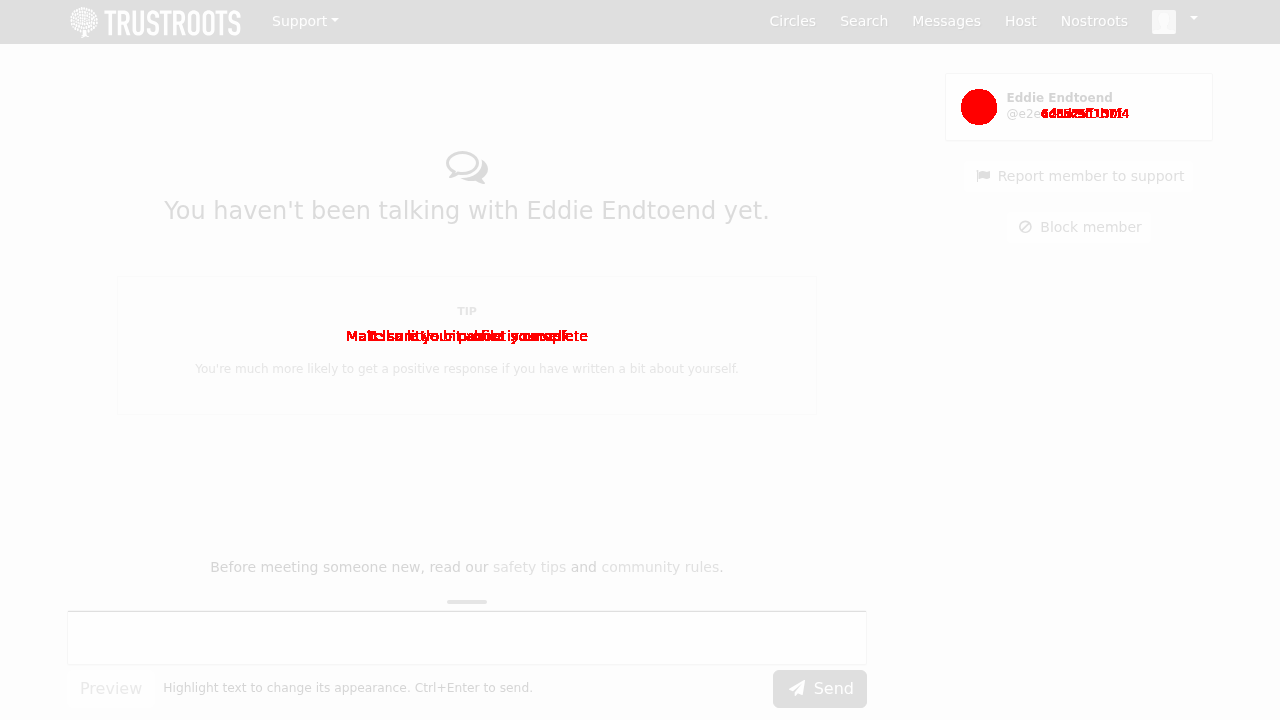 TRUSTROOTS Support Circles Search Messages Host Nostroots
Eddie Endtoend
@e2e
Report member to support
Block member
You haven't been talking with Eddie Endtoend yet.
TIP
You're much more likely to get a positive response if you have written a bit about yourself.
Before meeting someone new, read our safety tips and community rules.
Preview Highlight text to change its appearance. Ctrl+Enter to send. Send